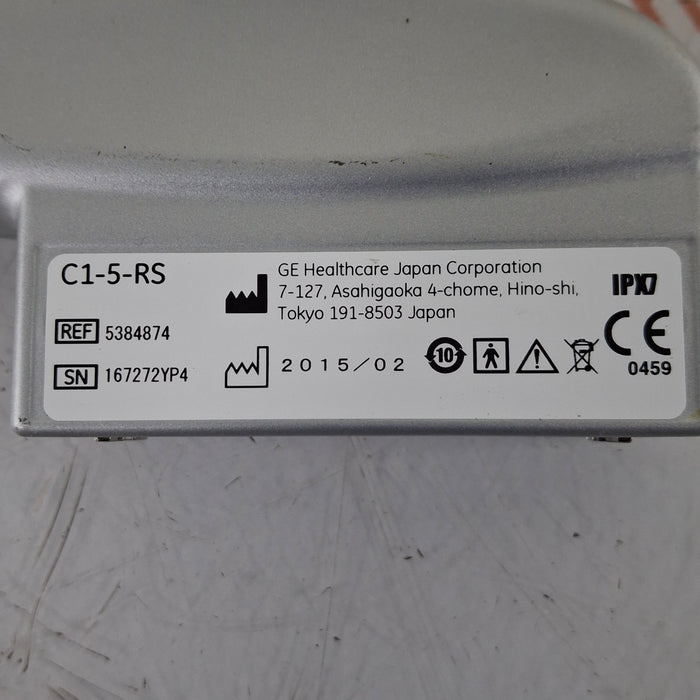 C1-5-RS
REF 5384874
SN 167272YP4
GE Healthcare Japan Corporation
7-127, Asahigaoka 4-chome, Hino-shi,
Tokyo 191-8503 Japan
2015/02
10
IPX7
CE
0459